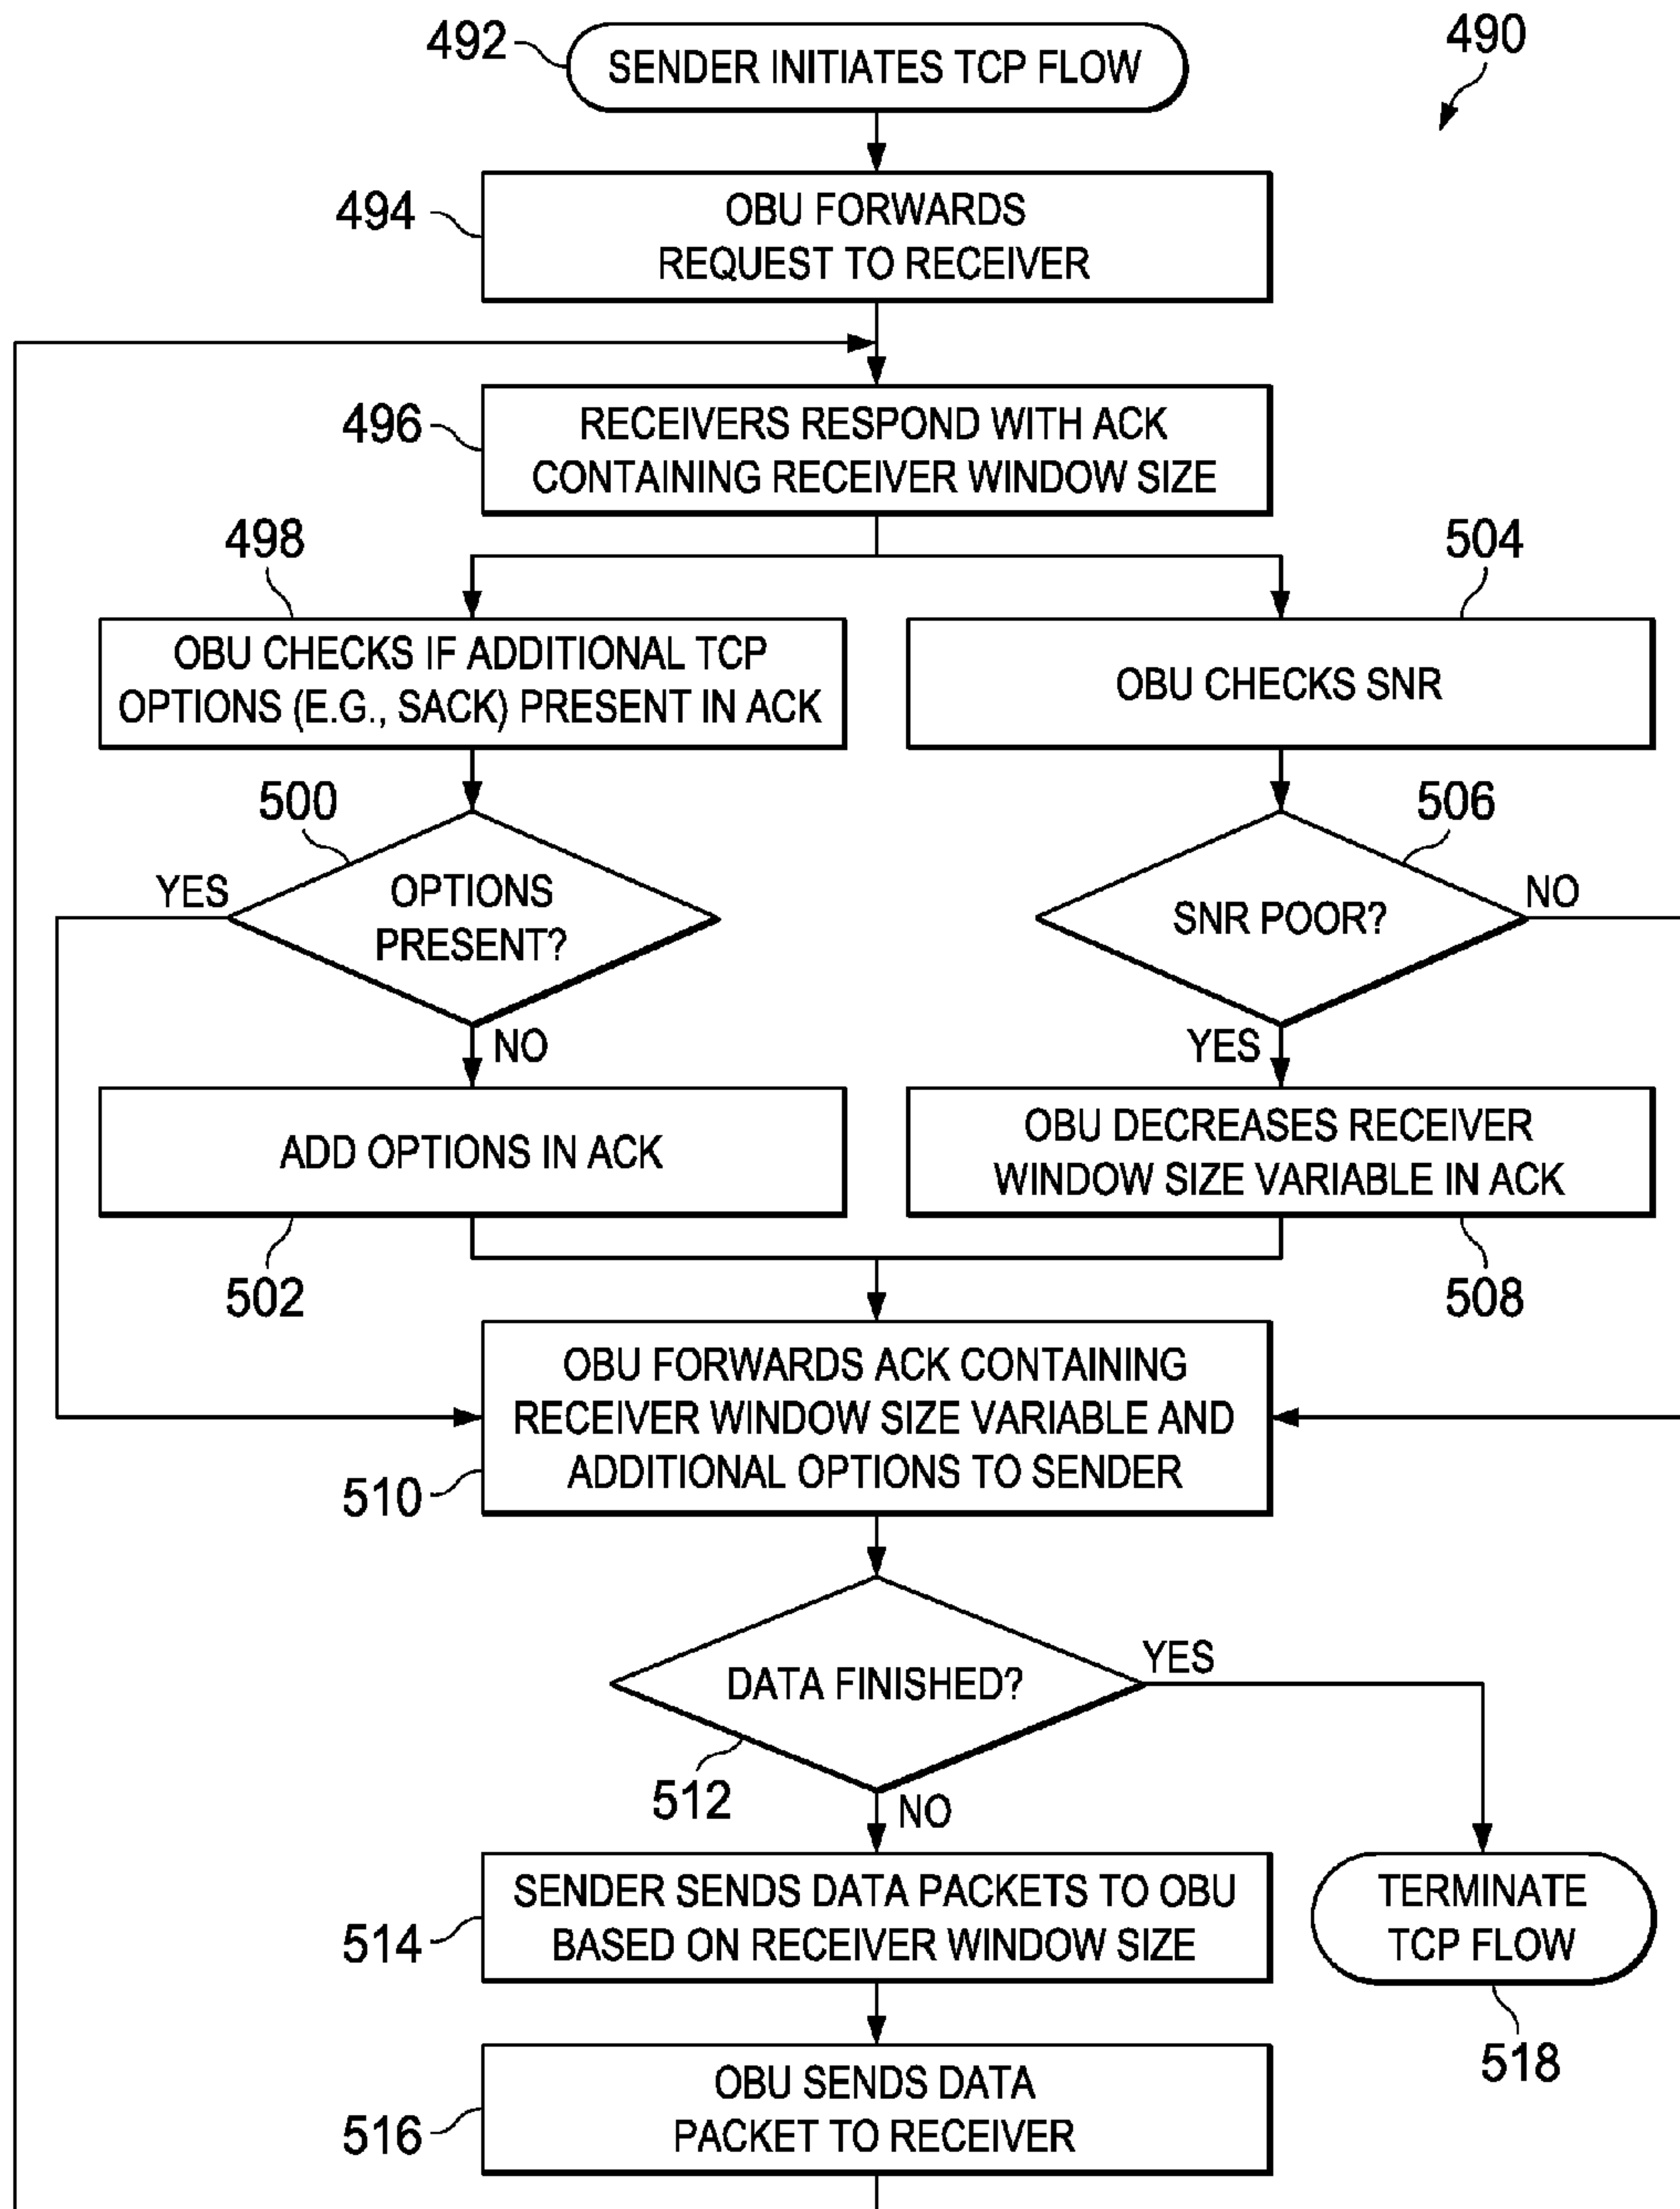 492
SENDER INITIATES TCP FLOW
490
494
OBU FORWARDS
REQUEST TO RECEIVER
496
RECEIVERS RESPOND WITH ACK
CONTAINING RECEIVER WINDOW SIZE
498
504
OBU CHECKS IF ADDITIONAL TCP
OPTIONS (E.G., SACK) PRESENT IN ACK
OBU CHECKS SNR
500
506
YES
OPTIONS
PRESENT?
NO
SNR POOR?
NO
YES
ADD OPTIONS IN ACK
OBU DECREASES RECEIVER
WINDOW SIZE VARIABLE IN ACK
502
508
OBU FORWARDS ACK CONTAINING
RECEIVER WINDOW SIZE VARIABLE AND
ADDITIONAL OPTIONS TO SENDER
510
DATA FINISHED?
YES
512
NO
514
SENDER SENDS DATA PACKETS TO OBU
BASED ON RECEIVER WINDOW SIZE
TERMINATE
TCP FLOW
518
516
OBU SENDS DATA
PACKET TO RECEIVER